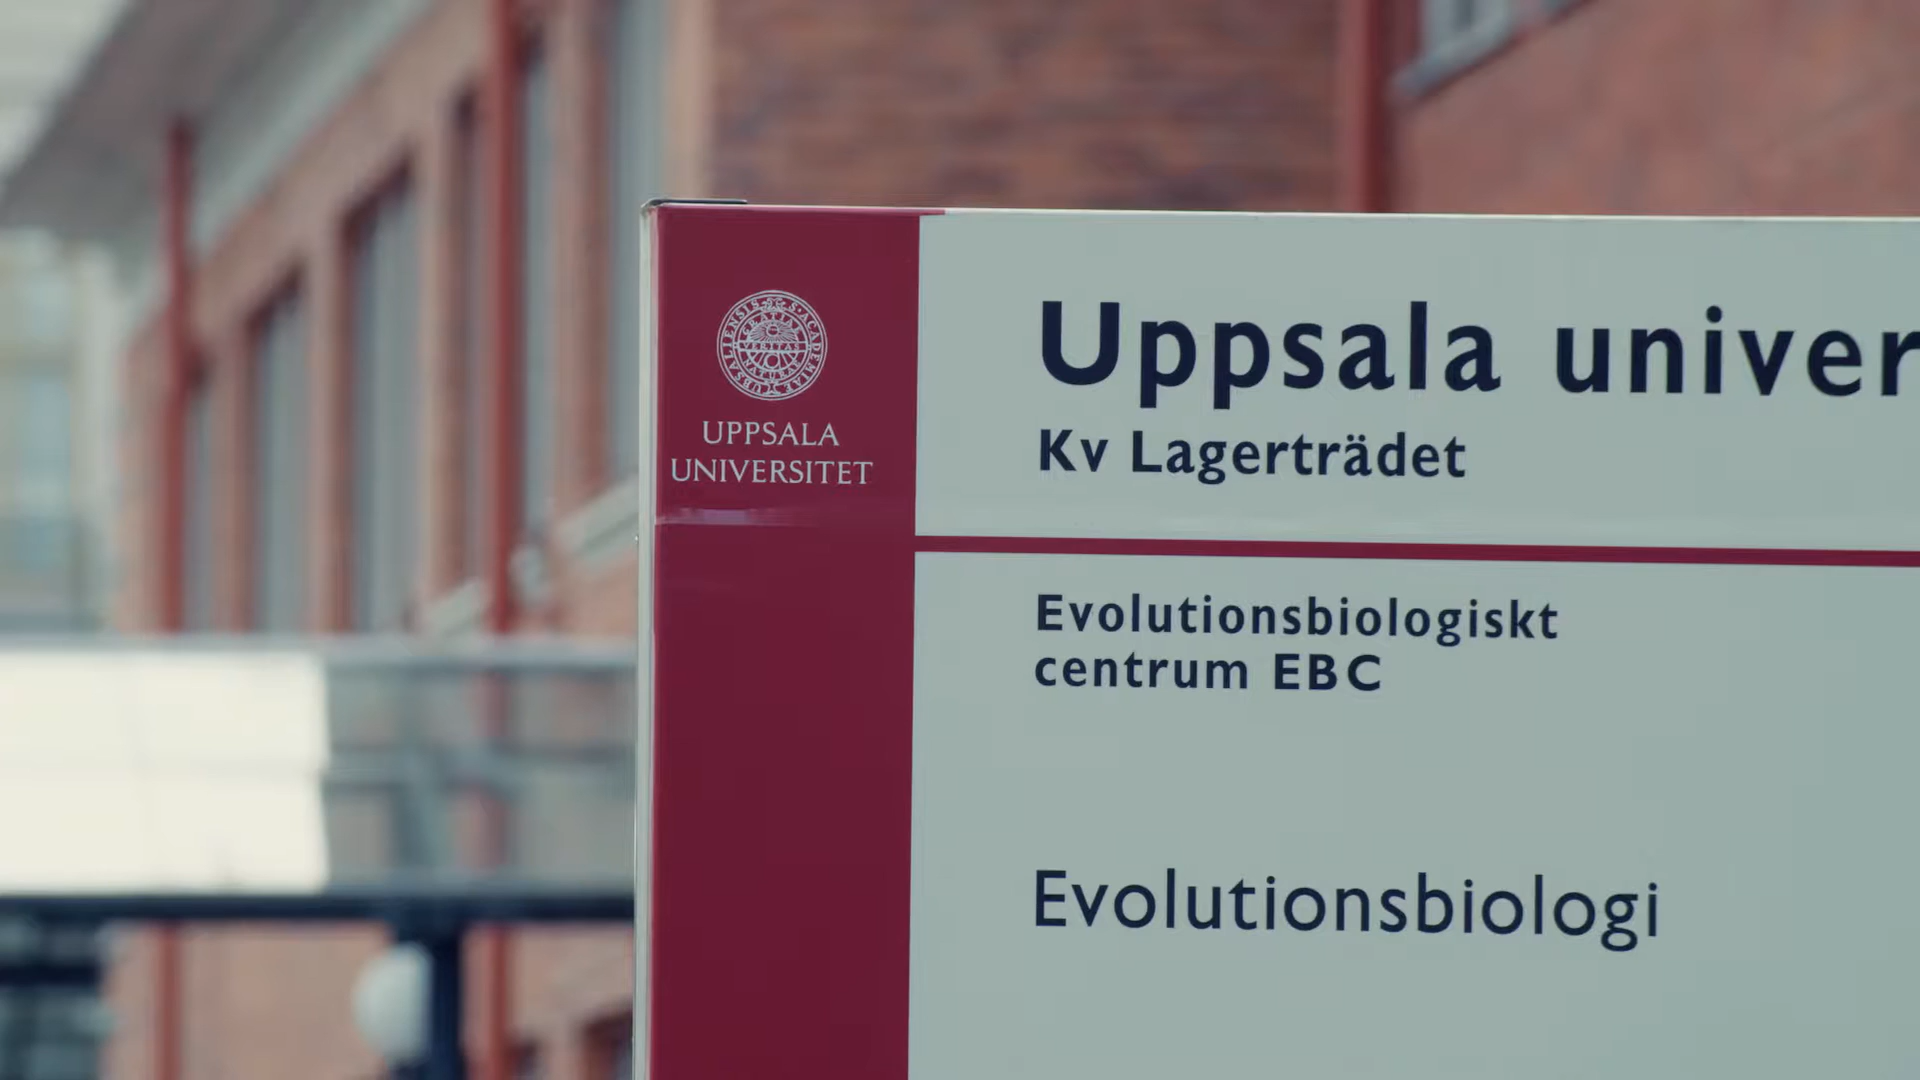 UPPSALA
UNIVERSITET
Uppsala univer
Kv Lagerträdet
Evolutionsbiologiskt
centrum EBC
Evolutionsbiologi